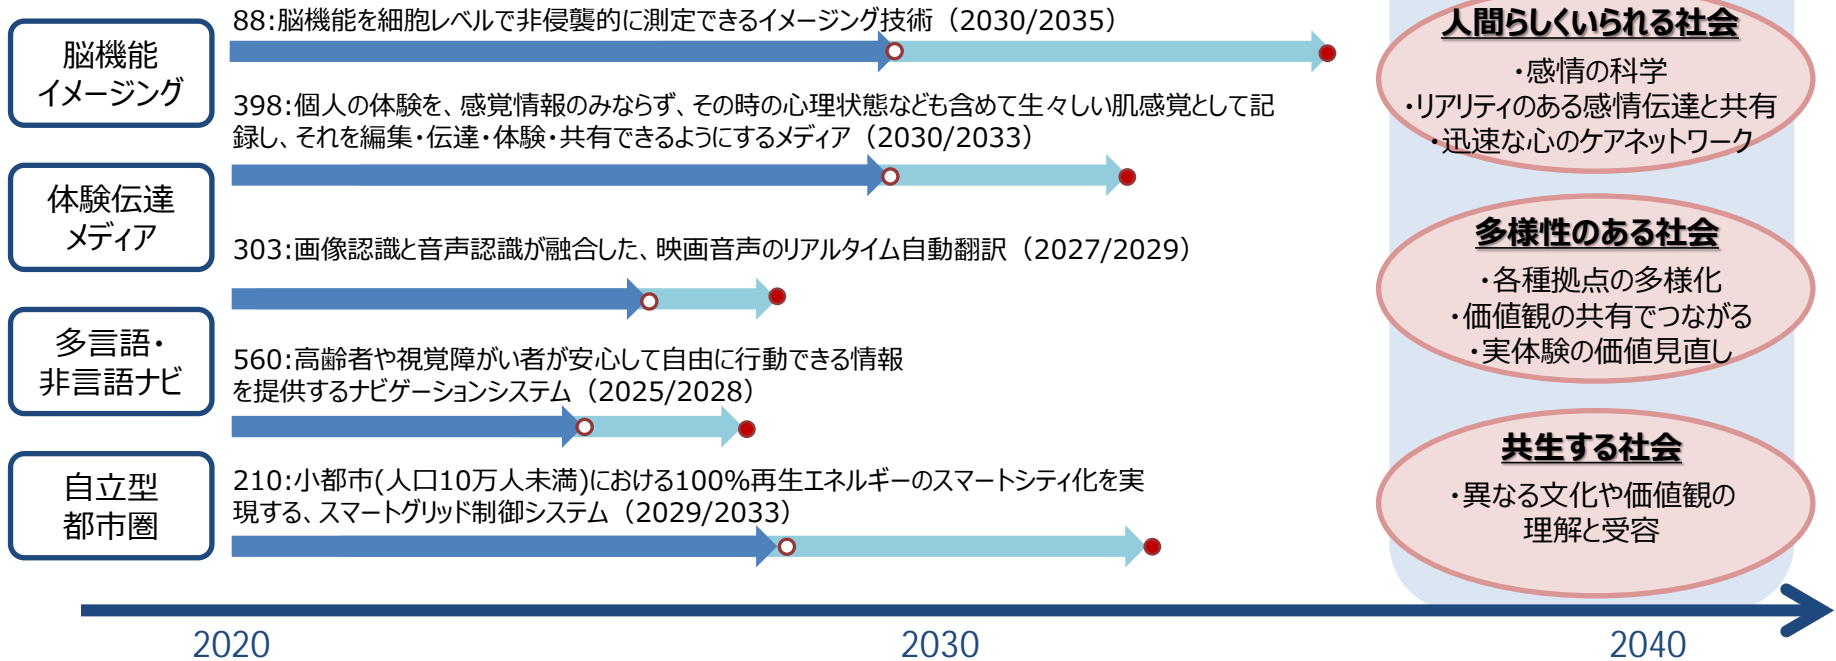 脳機能
イメージング
88:脳機能を細胞レベルで非侵襲的に測定できるイメージング技術（2030/2035）
398:個人の体験を、感覚情報のみならず、その時の心理状態なども含めて生々しい肌感覚として記
録し、それを編集・伝達・体験・共有できるようにするメディア（2030/2033）
体験伝達
メディア
303:画像認識と音声認識が融合した、映画音声のリアルタイム自動翻訳（2027/2029）
多言語・
非言語ナビ
560:高齢者や視覚障がい者が安心して自由に行動できる情報
を提供するナビゲーションシステム（2025/2028）
自立型
都市圏
210:小都市(人口10万人未満)における100%再生エネルギーのスマートシティ化を実
現する、スマートグリッド制御システム（2029/2033）
人間らしくいられる社会
・感情の科学
・リアリティのある感情伝達と共有
・迅速な心のケアネットワーク
多様性のある社会
・各種拠点の多様化
・価値観の共有でつながる
・実体験の価値見直し
共生する社会
・異なる文化や価値観の
理解と受容
2020
2030
2040